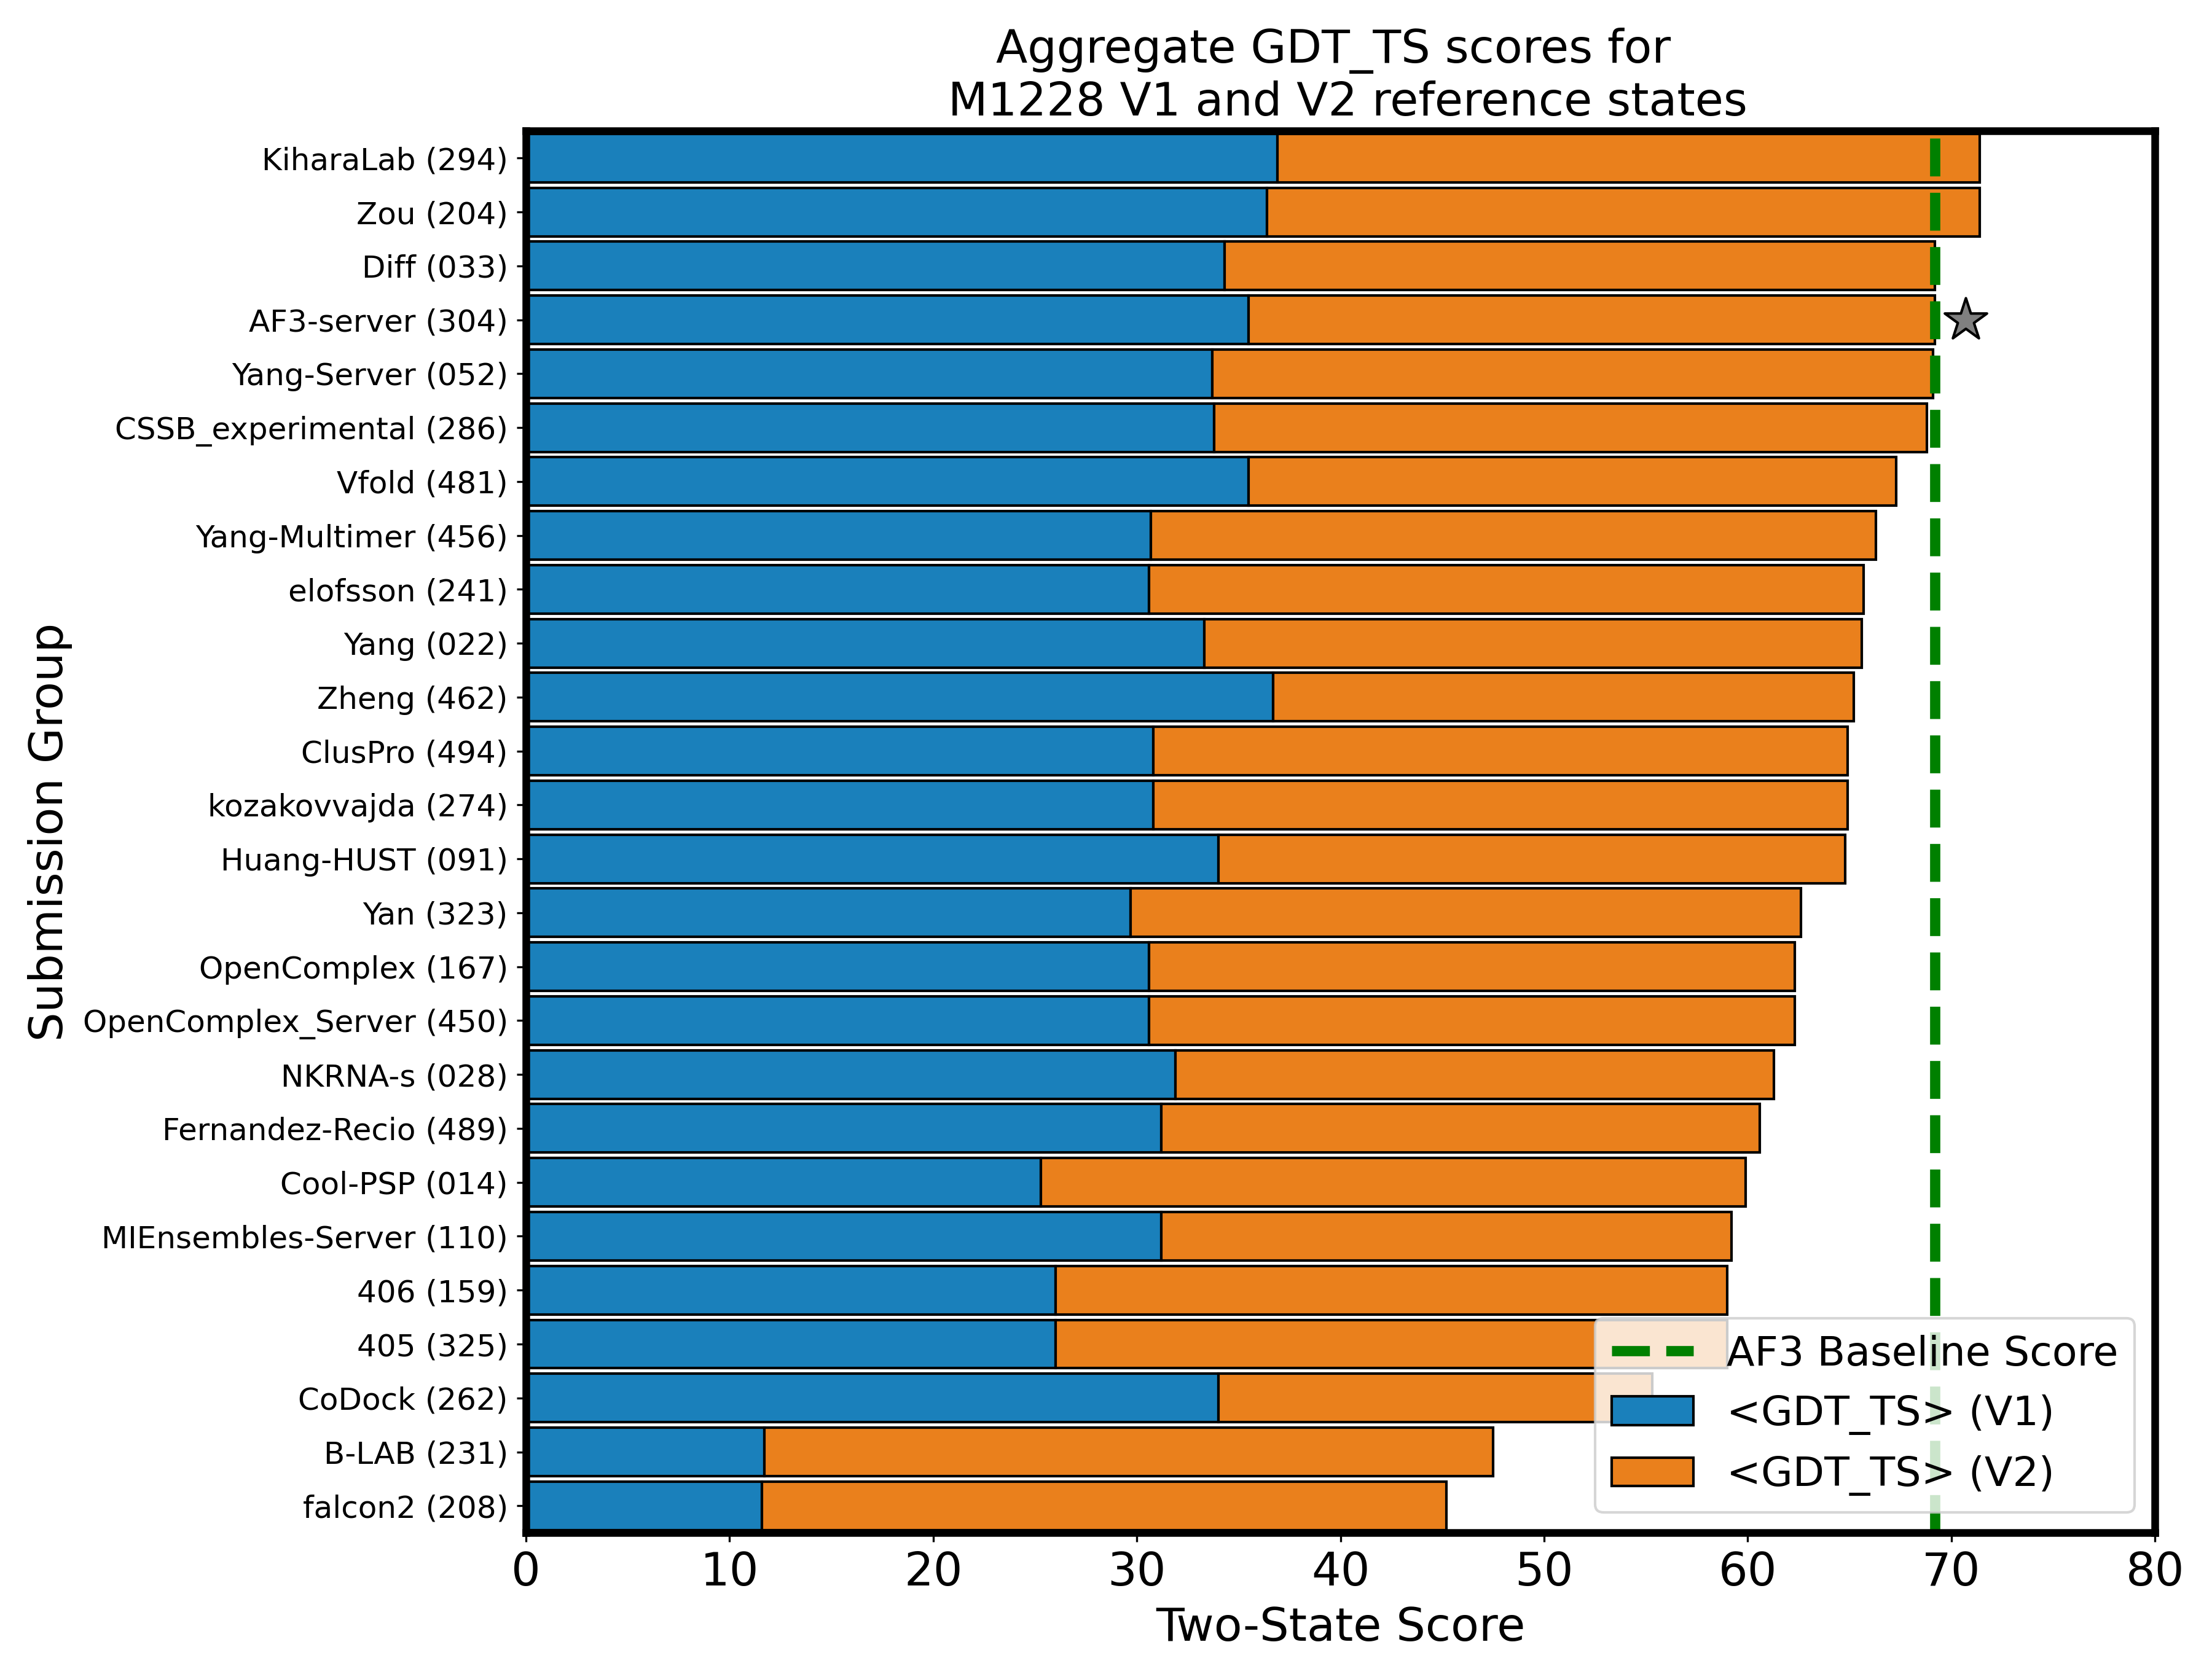 Aggregate GDT_TS scores for
M1228 V1 and V2 reference states
Submission Group
KiharaLab (294)
Zou (204)
Diff (033)
AF3-server (304)
Yang-Server (052)
CSSB_experimental (286)
Vfold (481)
Yang-Multimer (456)
elofsson (241)
Yang (022)
Zheng (462)
ClusPro (494)
kozakovvajda (274)
Huang-HUST (091)
Yan (323)
OpenComplex (167)
OpenComplex_Server (450)
NKRNA-s (028)
Fernandez-Recio (489)
Cool-PSP (014)
MIEnsembles-Server (110)
406 (159)
405 (325)
CoDock (262)
B-LAB (231)
falcon2 (208)
AF3 Baseline Score
<GDT_TS> (V1)
<GDT_TS> (V2)
0 10 20 30 40 50 60 70 80
Two-State Score